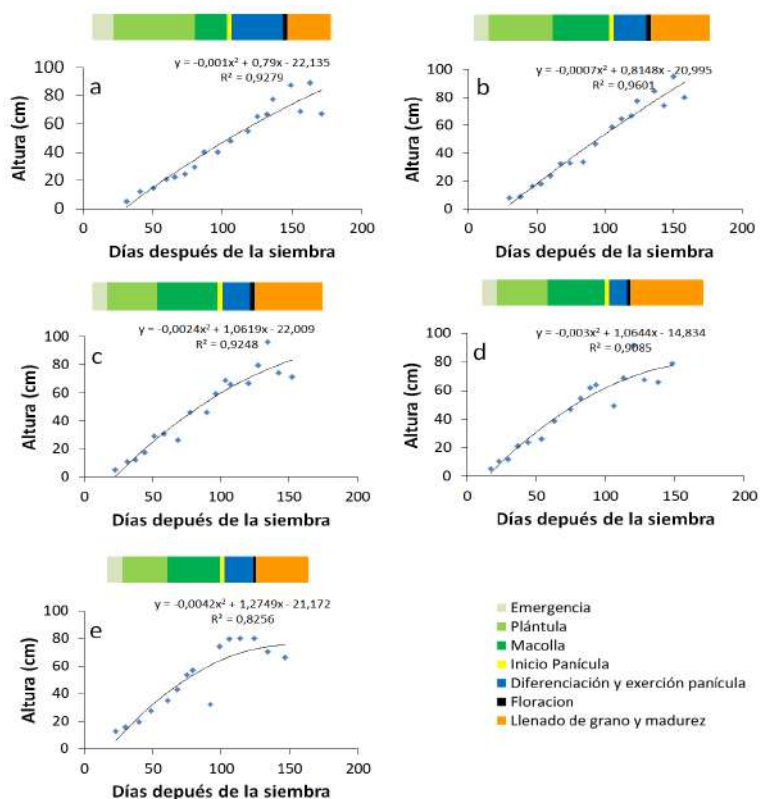 y = -0,001x² + 0,79x - 22,135
R² = 0,9279
a
Altura (cm)
100
80
60
40
20
0
0 50 100 150 200
Días después de la siembra
y = -0,0007x² + 0,8148x - 20,995
R² = 0,9601
b
Altura (cm)
100
80
60
40
20
0
0 50 100 150 200
Días depués de la siembra
y = -0,0024x² + 1,0619x - 22,009
R² = 0,9248
c
Altura (cm)
100
80
60
40
20
0
0 50 100 150 200
Días depués de la siembra
y = -0,003x² + 1,0644x - 14,834
R² = 0,9085
d
Altura (cm)
100
80
60
40
20
0
0 50 100 150 200
Días depués de la siembra
y = -0,0042x² + 1,2749x - 21,172
R² = 0,8256
e
Altura (cm)
100
80
60
40
20
0
0 50 100 150 200
Días depués de la siembra
Emergencia
Plántula
Macolla
Inicio Panícula
Diferenciación y exerción panícula
Floracion
Llenado de grano y madurez